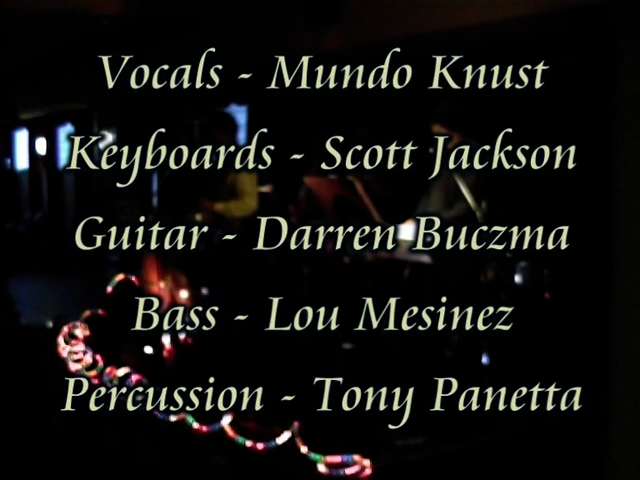 Vocals - Mundo Knust
Keyboards - Scott Jackson
Guitar - Darren Buczma
Bass - Lou Mesinez
Percussion - Tony Panetta